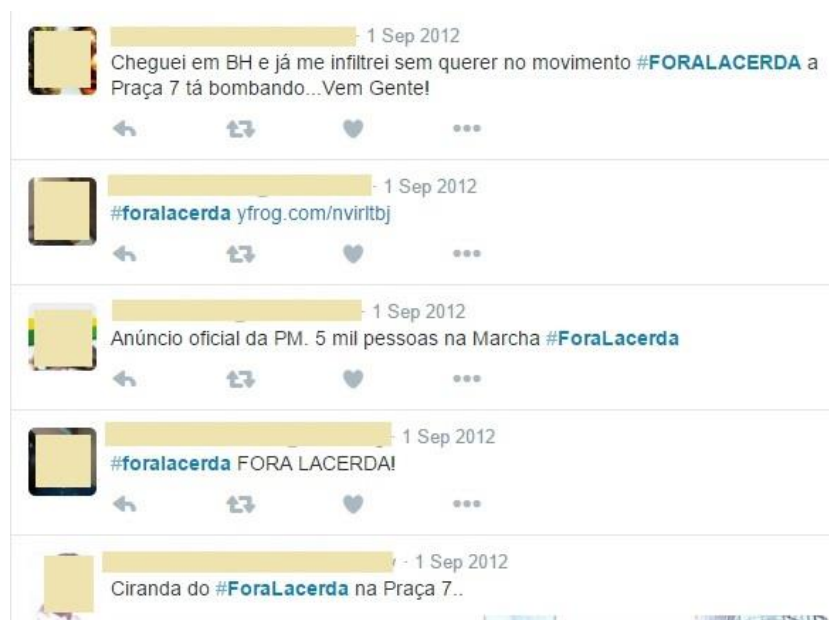 1 Sep 2012
Cheguei em BH e já me infiltrei sem querer no movimento #FORALACERDA a
Praça 7 tá bombando...Vem Gente!
1 Sep 2012
#foralacerda yfrog.com/nvirltbj
1 Sep 2012
Anúncio oficial da PM. 5 mil pessoas na Marcha #ForaLacerda
1 Sep 2012
#foralacerda FORA LACERDA!
1 Sep 2012
Ciranda do #ForaLacerda na Praça 7..